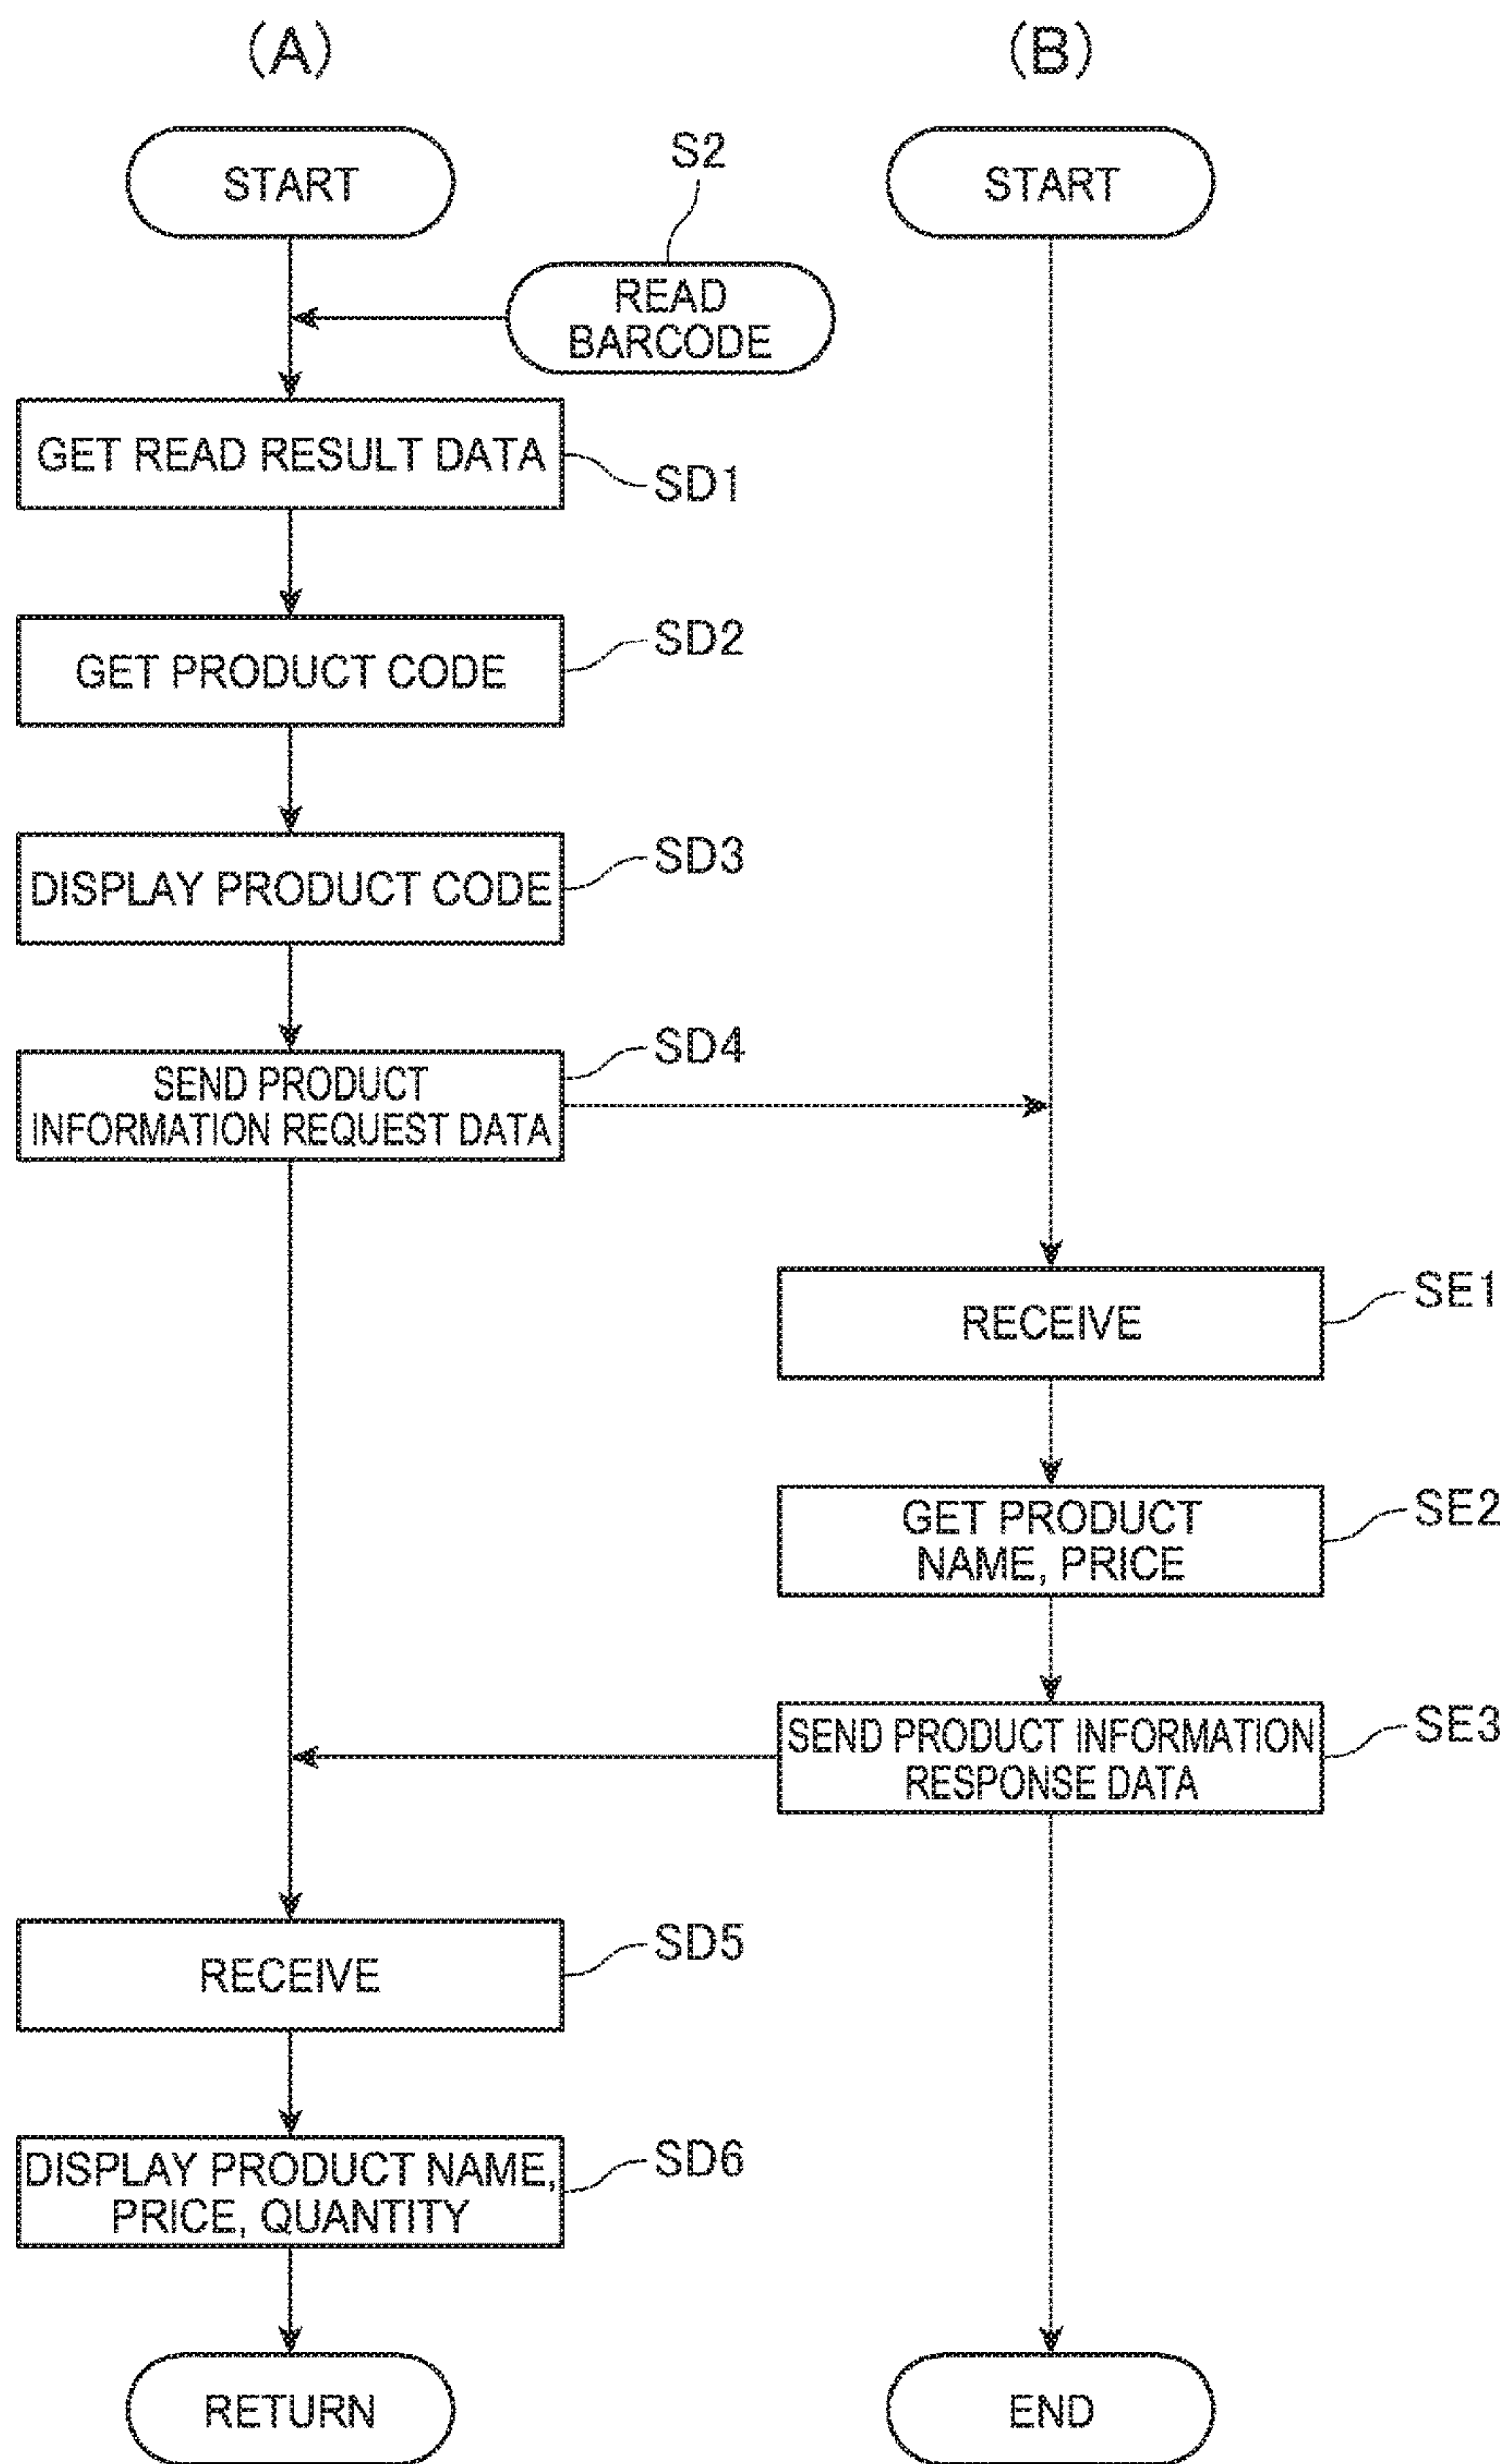 (A)
(B)
START
S2
START
READ
BARCODE
GET READ RESULT DATA
SD1
GET PRODUCT CODE
SD2
DISPLAY PRODUCT CODE
SD3
SEND PRODUCT
INFORMATION REQUEST DATA
SD4
RECEIVE
SE1
GET PRODUCT
NAME, PRICE
SE2
SEND PRODUCT INFORMATION
RESPONSE DATA
SE3
RECEIVE
SD5
DISPLAY PRODUCT NAME,
PRICE, QUANTITY
SD6
RETURN
END